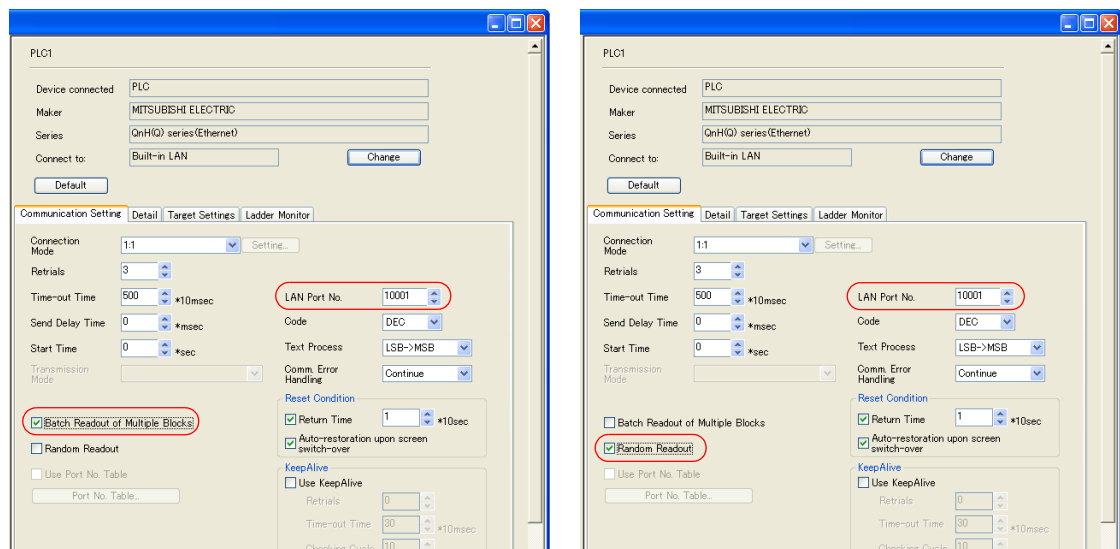 PLC1
Device connected PLC
Maker MITSUBISHI ELECTRIC
Series QnH(Q) series(Ethernet)
Connect to: Built-in LAN Change
Default
Communication Setting Detail Target Settings Ladder Monitor
Connection Mode 1:1 Setting...
Retrials 3
Time-out Time 500 *10msec LAN Port No. 10001
Send Delay Time 0 *msec Code DEC
Start Time 0 *sec Text Process LSB->MSB
Transmission Mode Comm. Error Handling Continue
Reset Condition
Batch Readout of Multiple Blocks Return Time 1 *10sec
Random Readout Auto-restoration upon screen switch-over
Use Port No. Table KeepAlive
Use KeepAlive
Port No. Table... Retrials 0
Time-out Time 30 *10msec
Checking Cycle 10
PLC1
Device connected PLC
Maker MITSUBISHI ELECTRIC
Series QnH(Q) series(Ethernet)
Connect to: Built-in LAN Change
Default
Communication Setting Detail Target Settings Ladder Monitor
Connection Mode 1:1 Setting...
Retrials 3
Time-out Time 500 *10msec LAN Port No. 10001
Send Delay Time 0 *msec Code DEC
Start Time 0 *sec Text Process LSB->MSB
Transmission Mode Comm. Error Handling Continue
Reset Condition
Batch Readout of Multiple Blocks Return Time 1 *10sec
Random Readout Auto-restoration upon screen switch-over
Use Port No. Table KeepAlive
Use KeepAlive
Port No. Table... Retrials 0
Time-out Time 30 *10msec
Checking Cycle 10